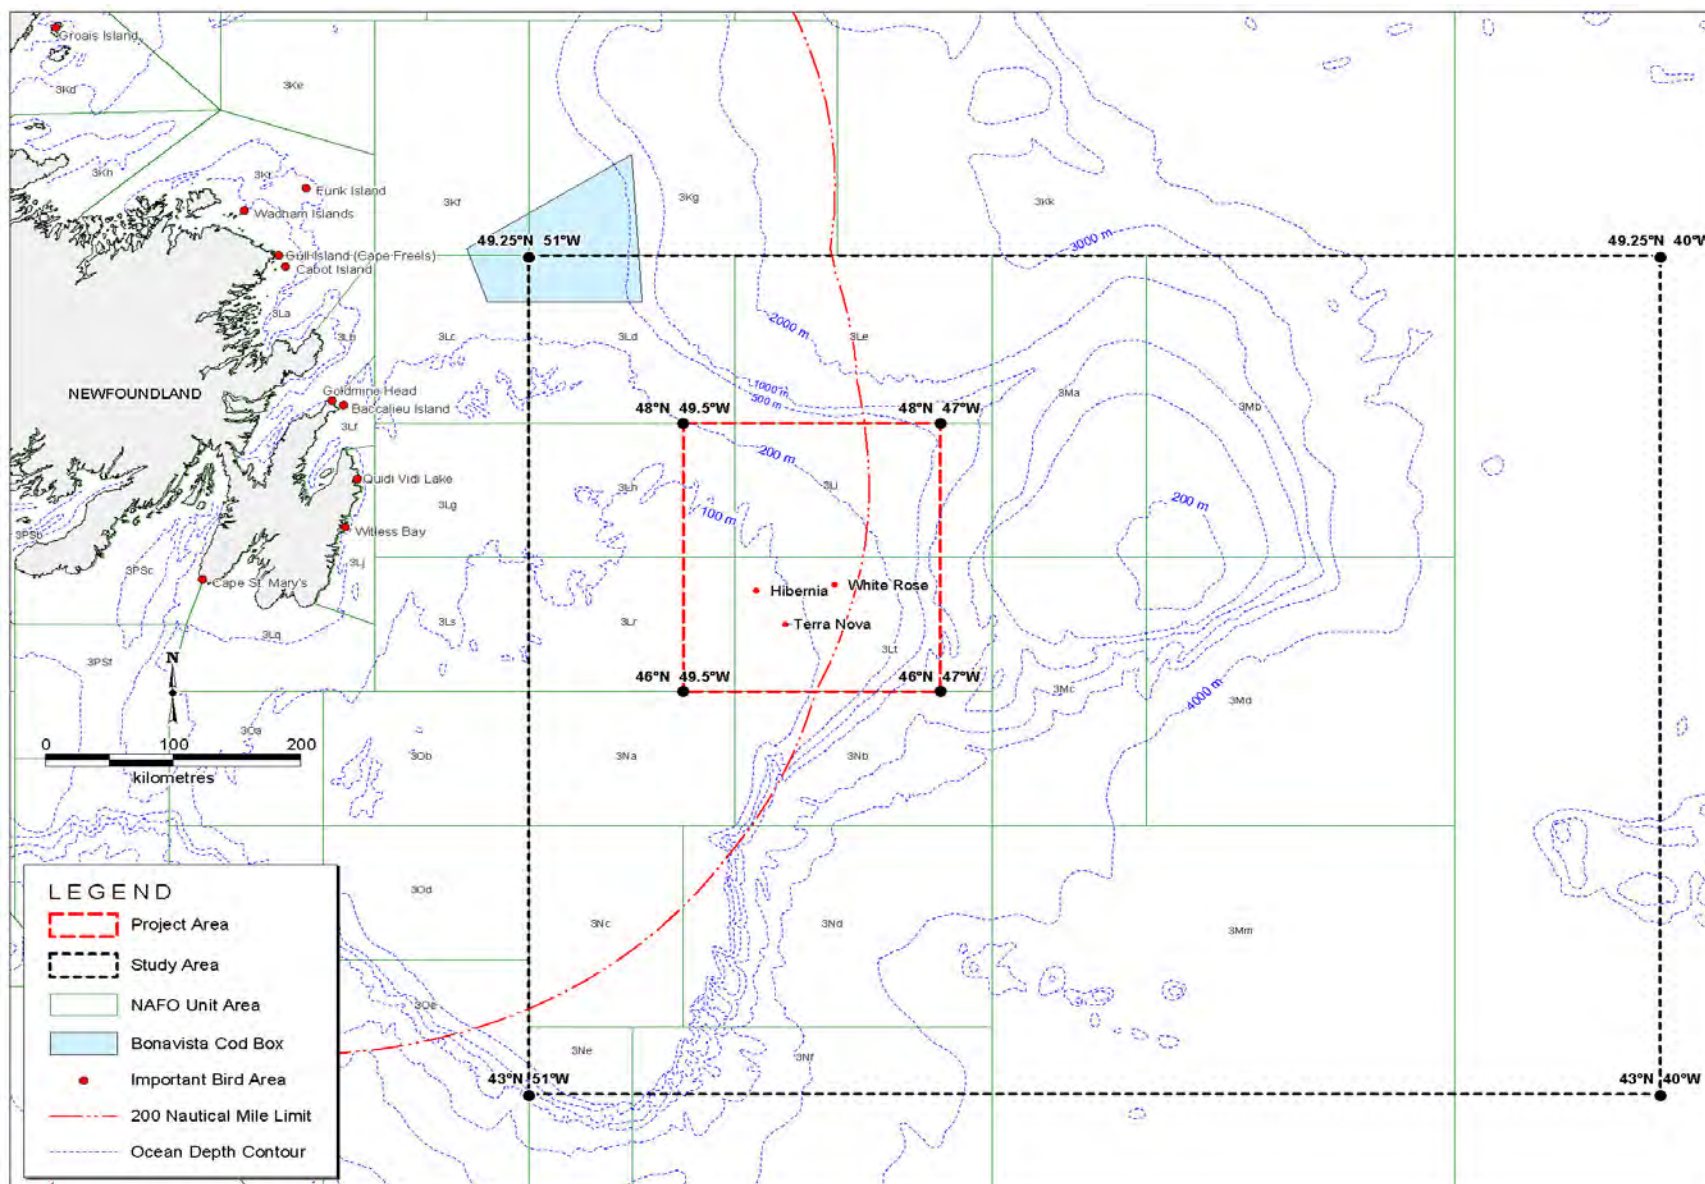 Groais Island
3Kd
3Ke
3Kh
3Ki
Funk Island
Wadham Islands
3Kf
3Kg
3Kk
49.25°N 51°W
49.25°N 40°W
Gull Island (Cape Freels)
Cabot Island
3000 m
3La
3Lb
3Lc
3Ld
2000 m
3Le
NEWFOUNDLAND
Goldmine Head
Baccalieu Island
1000 m
500 m
3Ma
3Mb
48°N 49.5°W
48°N 47°W
3Lf
200 m
Quidi Vidi Lake
3Lg
3Lh
3Li
100 m
200 m
Witless Bay
3PSb
3PSc
3Lj
Cape St. Mary's
Hibernia
White Rose
Terra Nova
3Lq
3Ls
3Lr
3Lt
3PSf
N
46°N 49.5°W
46°N 47°W
3Mc
3Md
4000 m
3Oa
3Ob
3Na
3Nb
0 100 200
kilometres
3Od
3Nc
3Nd
3Mm
3Oe
3Ne
3Nf
43°N 51°W
43°N 40°W
LEGEND
Project Area
Study Area
NAFO Unit Area
Bonavista Cod Box
Important Bird Area
200 Nautical Mile Limit
Ocean Depth Contour